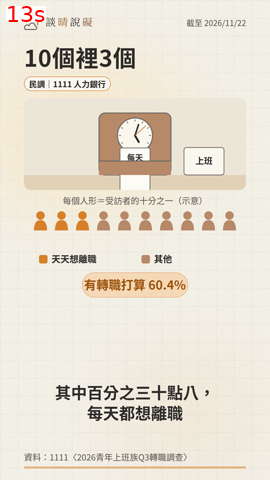 13s
談晴說礙
截至 2026/11/22
10個裡3個
民調｜1111 人力銀行
每天
上班
每個人形＝受訪者的十分之一（示意）
天天想離職
其他
有轉職打算 60.4%
其中百分之三十點八，
每天都想離職
資料：1111〈2026青年上班族Q3轉職調查〉